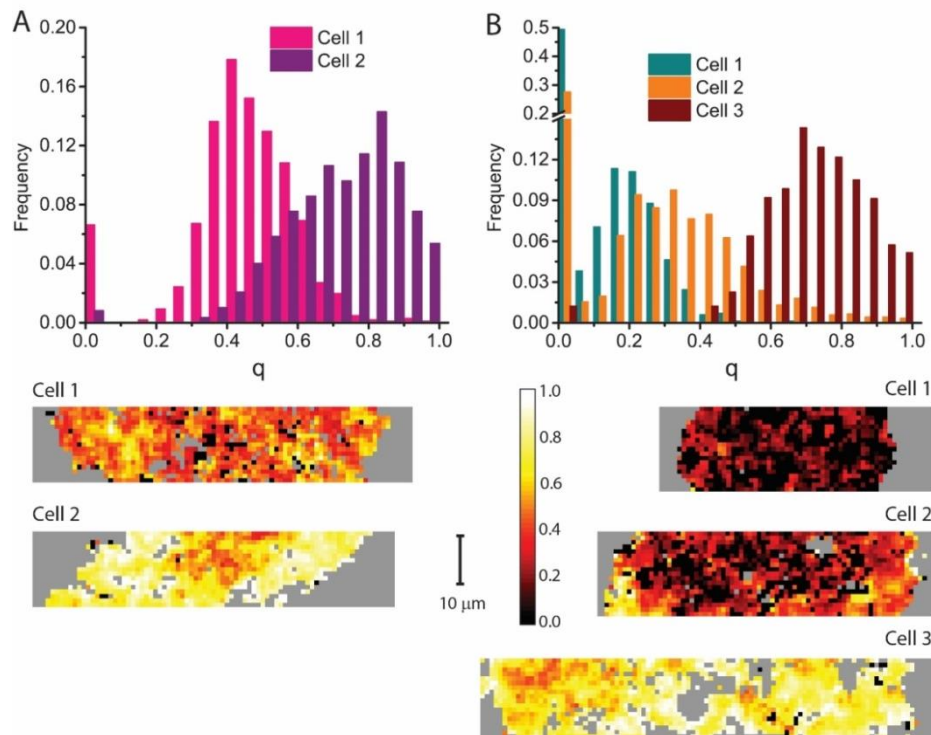 A
0.20
0.16
0.12
0.08
0.04
0.00
Frequency
Cell 1
Cell 2
0.0 0.2 0.4 0.6 0.8 1.0
q
B
0.5
0.4
0.3
0.2
0.12
0.09
0.06
0.03
0.00
Frequency
Cell 1
Cell 2
Cell 3
0.0 0.2 0.4 0.6 0.8 1.0
q
Cell 1
Cell 2
10 μm
1.0
0.8
0.6
0.4
0.2
0.0
Cell 1
Cell 2
Cell 3